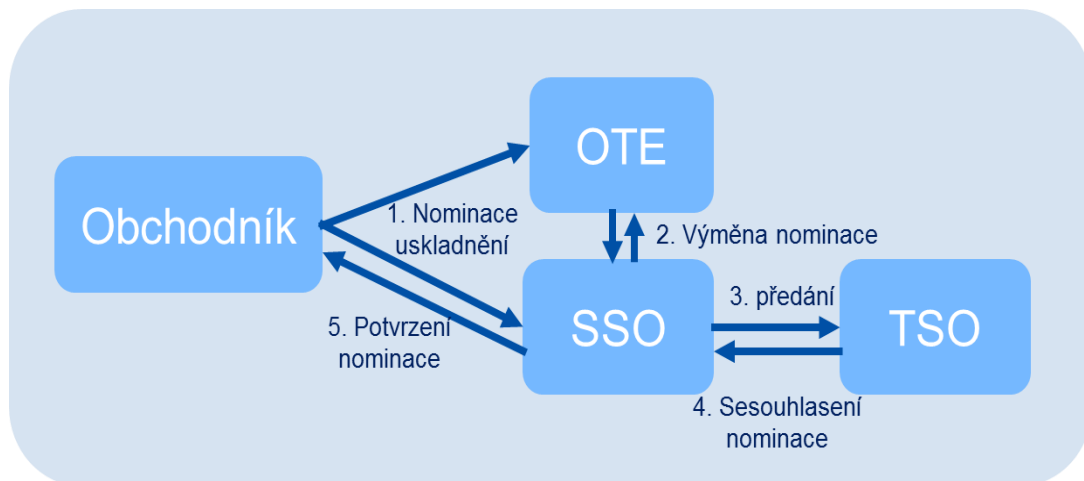 OTE
Obchodník
1. Nominace
uskladnění
2. Výměna nominace
3. předání
5. Potvrzení
nominace
SSO
TSO
4. Sesouhlasení
nominace